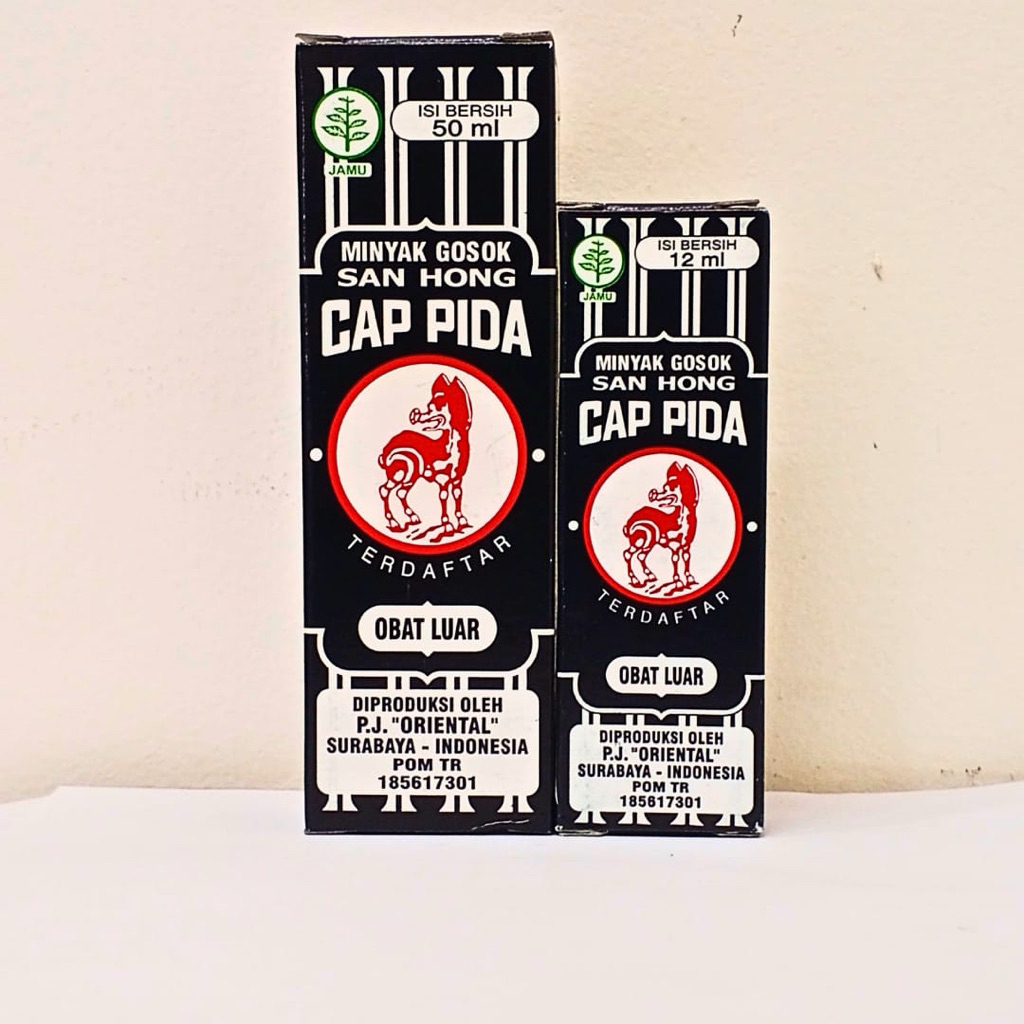 ISI BERSIH
50 ml
JAMU
MINYAK GOSOK
SAN HONG
CAP PIDA
TERDAFTAR
OBAT LUAR
DIPRODUKSI OLEH
P.J. "ORIENTAL"
SURABAYA - INDONESIA
POM TR
185617301
ISI BERSIH
12 ml
JAMU
MINYAK GOSOK
SAN HONG
CAP PIDA
TERDAFTAR
OBAT LUAR
DIPRODUKSI OLEH
P.J. "ORIENTAL"
SURABAYA - INDONESIA
POM TR
185617301